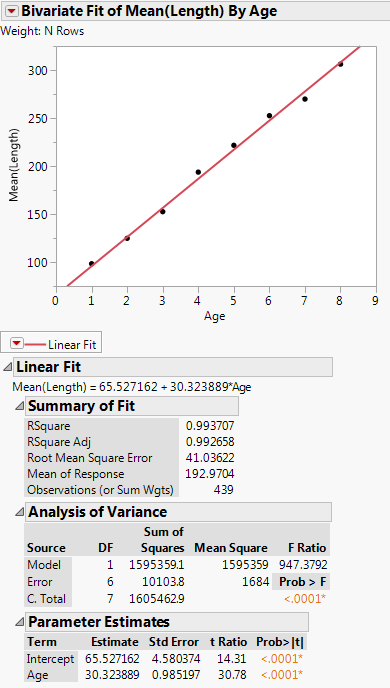 Bivariate Fit of Mean(Length) By Age
Weight: N Rows
300
250
200
150
100
Mean(Length)
0 1 2 3 4 5 6 7 8 9
Age
Linear Fit
Linear Fit
Mean(Length) = 65.527162 + 30.323889*Age
Summary of Fit
RSquare 0.993707
RSquare Adj 0.992658
Root Mean Square Error 41.03622
Mean of Response 192.9704
Observations (or Sum Wgts) 439
Analysis of Variance
Sum of
Source DF Squares Mean Square F Ratio
Model 1 1595359.1 1595359 947.3792
Error 6 10103.8 1684 Prob > F
C. Total 7 1605462.9 <.0001*
Parameter Estimates
Term Estimate Std Error t Ratio Prob>|t|
Intercept 65.527162 4.580374 14.31 <.0001*
Age 30.323889 0.985197 30.78 <.0001*